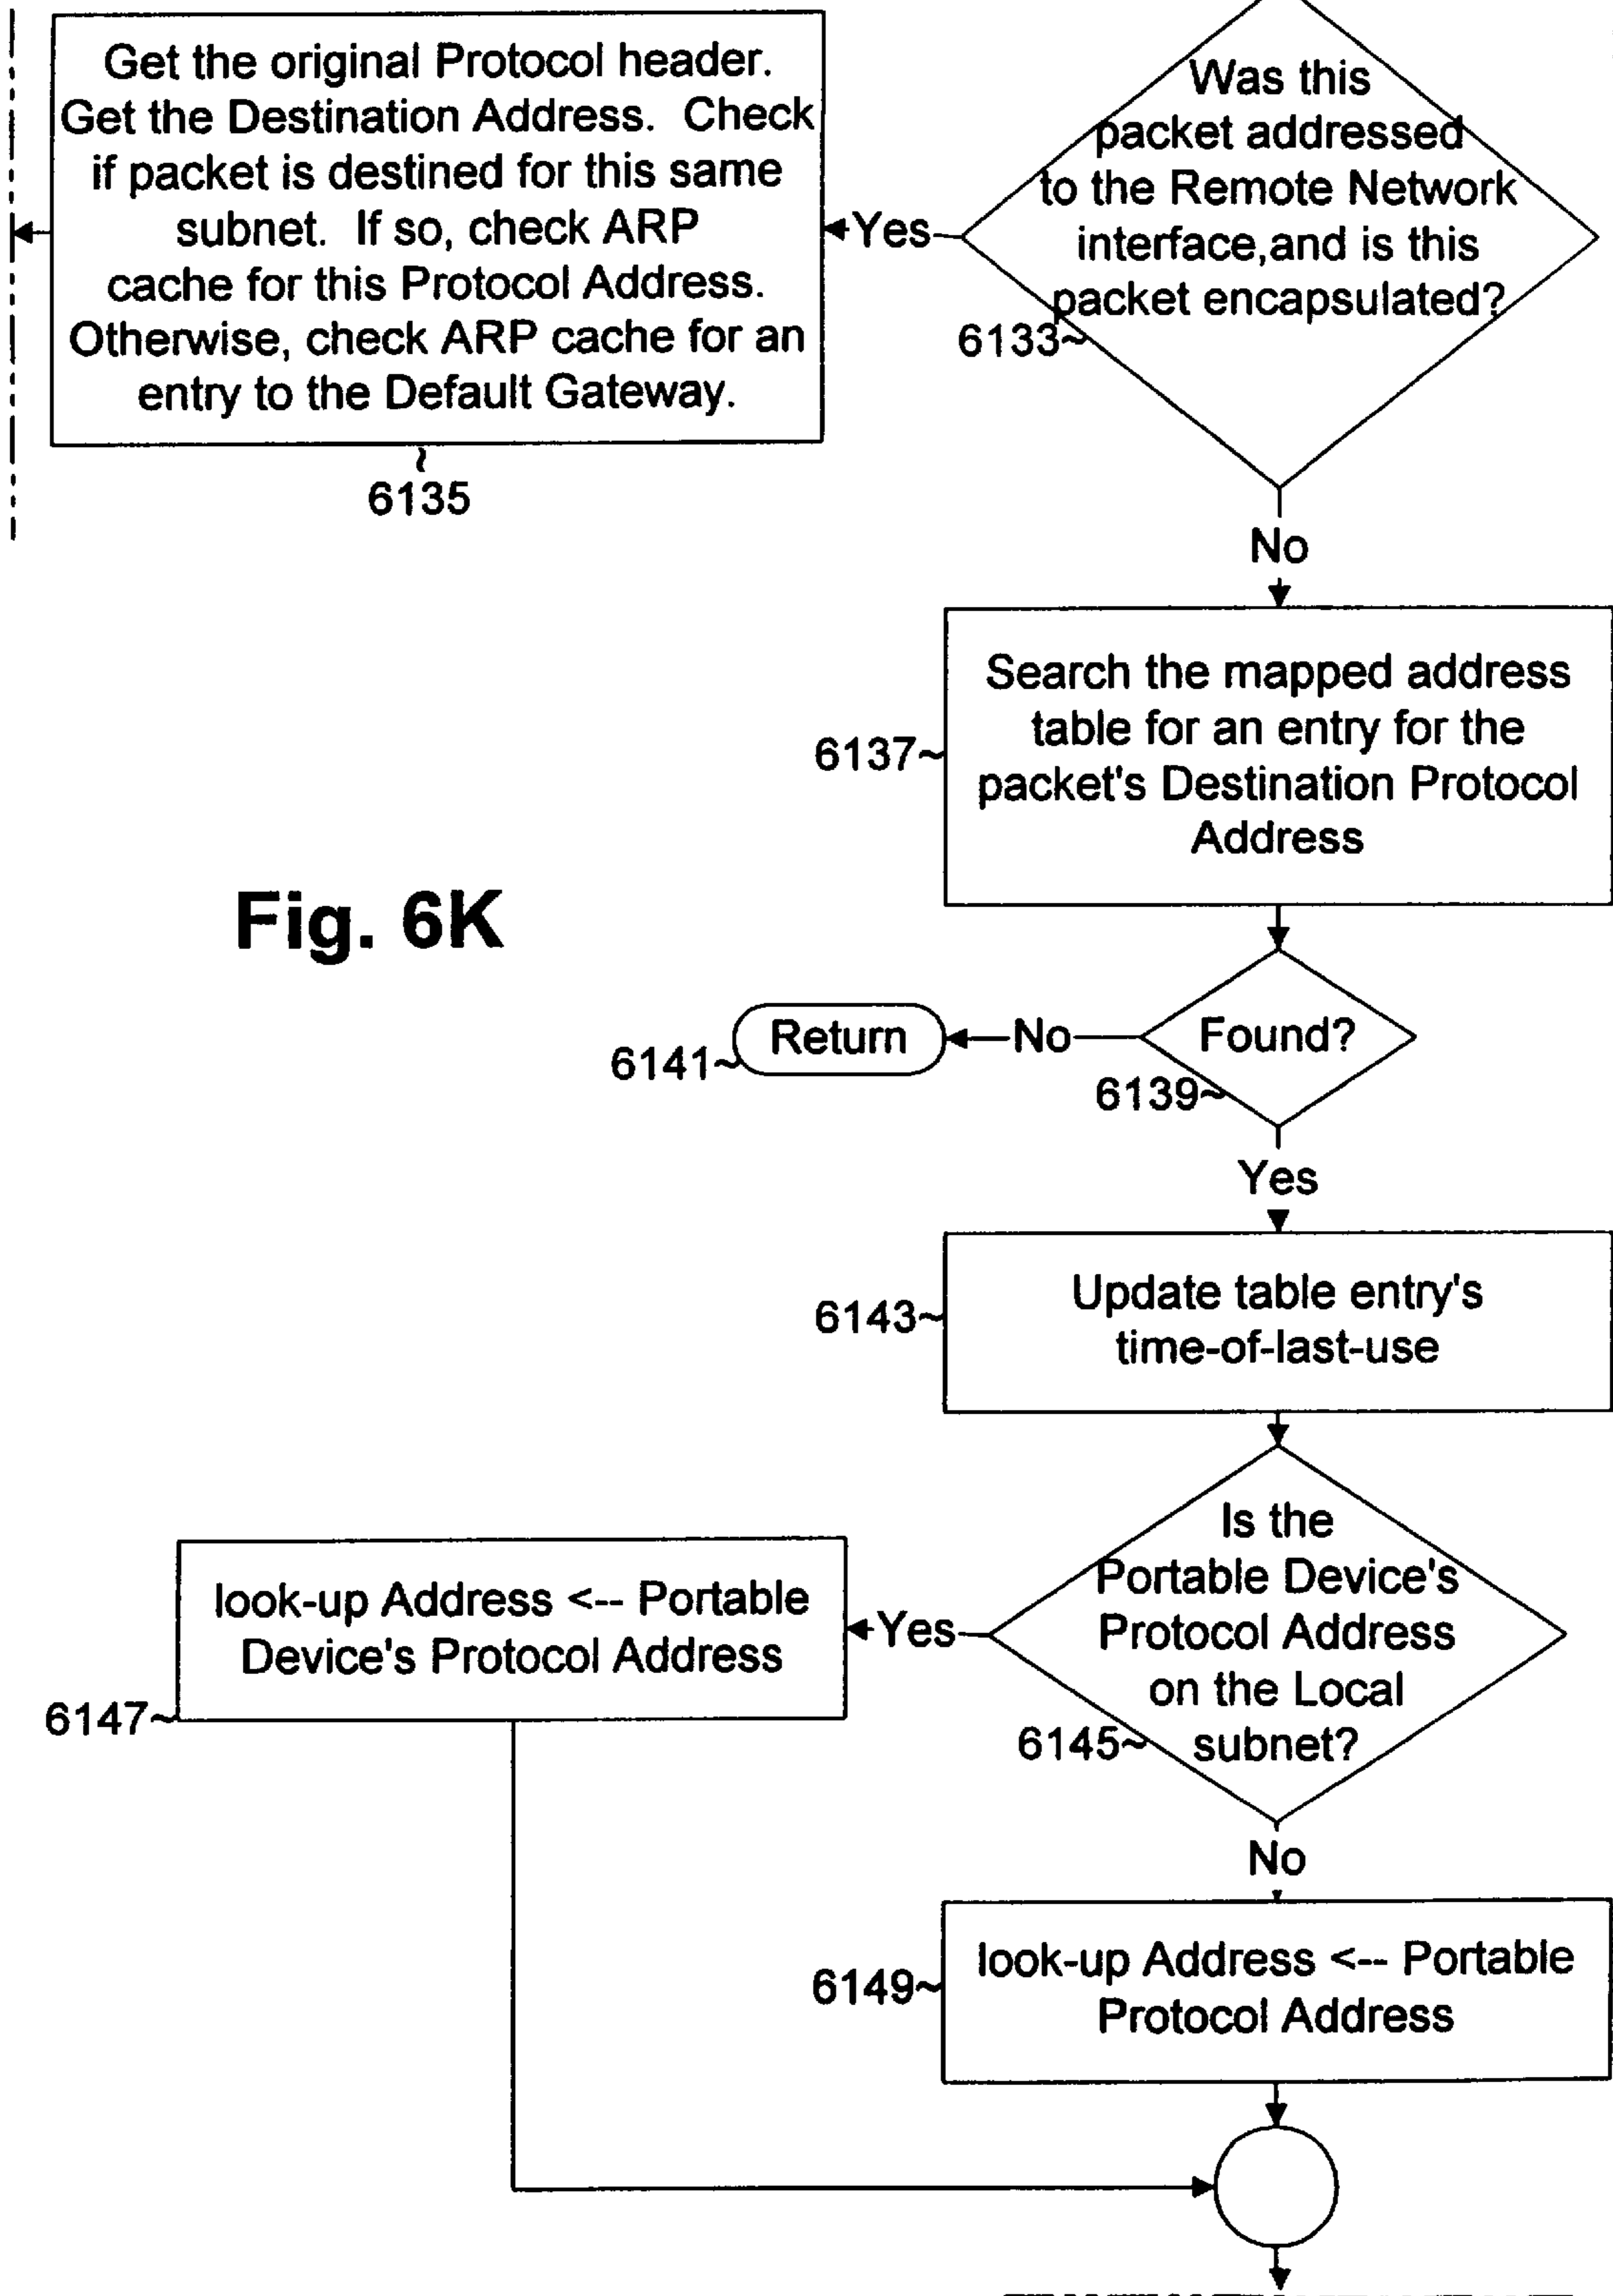 Get the original Protocol header.
Get the Destination Address.  Check
if packet is destined for this same
subnet.  If so, check ARP
cache for this Protocol Address.
Otherwise, check ARP cache for an
entry to the Default Gateway.
6135
Was this
packet addressed
to the Remote Network
interface,and is this
packet encapsulated?
6133
Yes
No
Search the mapped address
table for an entry for the
packet's Destination Protocol
Address
6137
Fig. 6K
Found?
6139
No
Return
6141
Yes
Update table entry's
time-of-last-use
6143
Is the
Portable Device's
Protocol Address
on the Local
subnet?
6145
Yes
look-up Address <-- Portable
Device's Protocol Address
6147
No
look-up Address <-- Portable
Protocol Address
6149